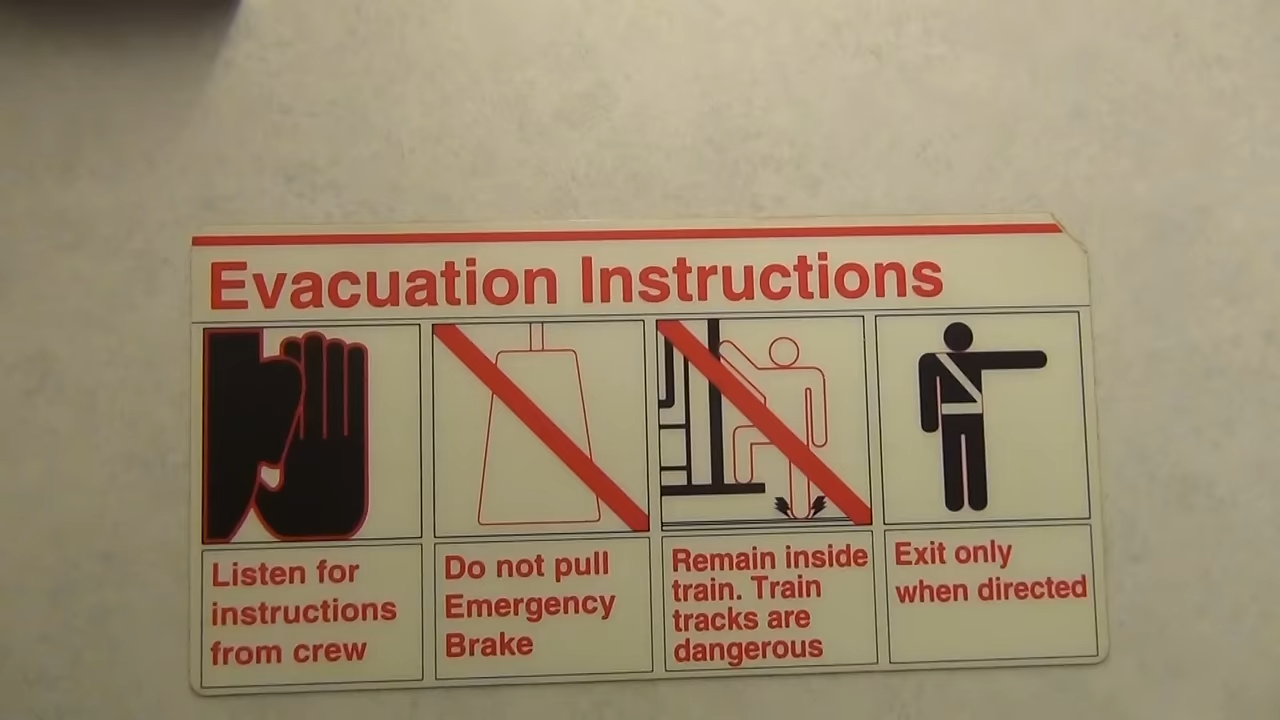 Evacuation Instructions
Listen for
instructions
from crew
Do not pull
Emergency
Brake
Remain inside
train. Train
tracks are
dangerous
Exit only
when directed